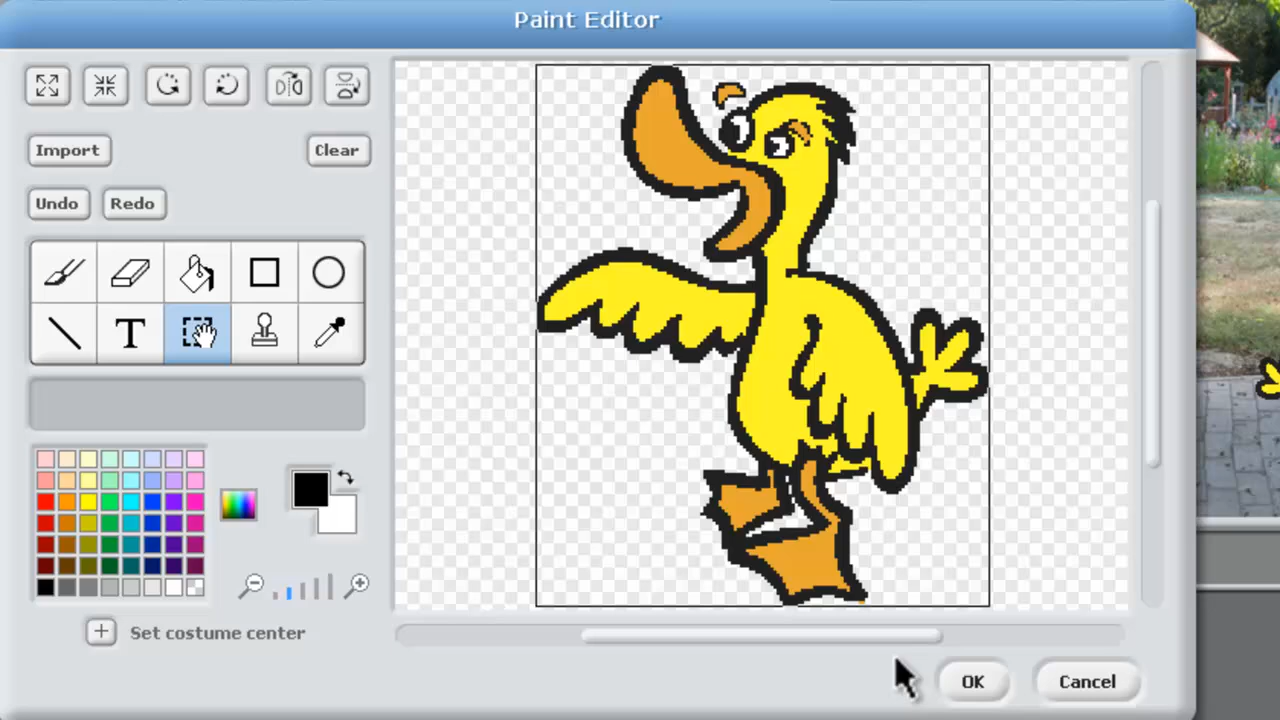 Paint Editor
Import
Clear
Undo
Redo
T
Set costume center
OK
Cancel